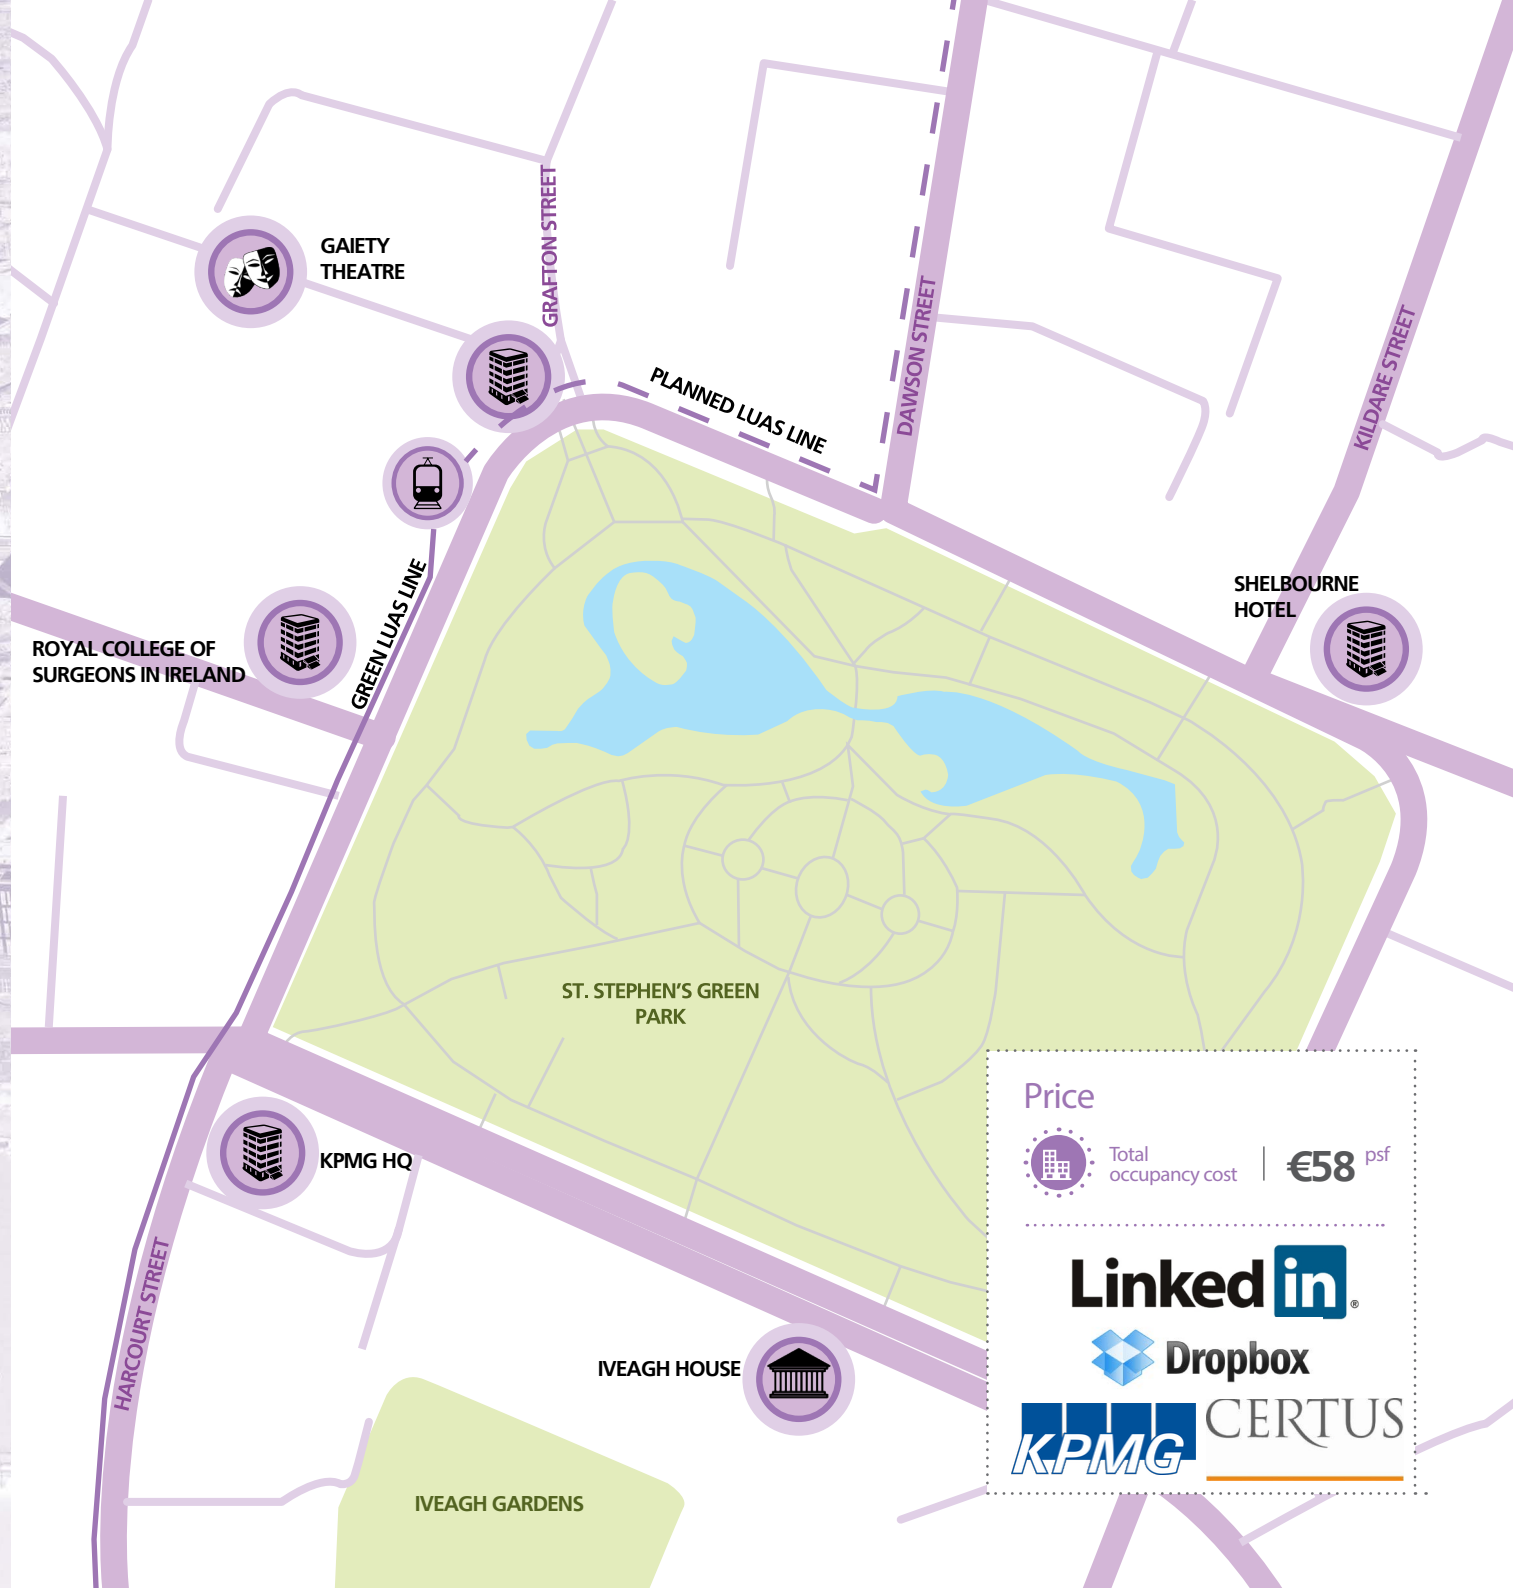 GAIETY
THEATRE
GRAFTON STREET
PLANNED LUAS LINE
DAWSON STREET
KILDARE STREET
GREEN LUAS LINE
SHELBOURNE
HOTEL
ROYAL COLLEGE OF
SURGEONS IN IRELAND
ST. STEPHEN'S GREEN
PARK
KPMG HQ
HARCOURT STREET
IVEAGH HOUSE
IVEAGH GARDENS
Price
Total
occupancy cost
€58 psf
Linked in®
Dropbox
KPMG
CERTUS